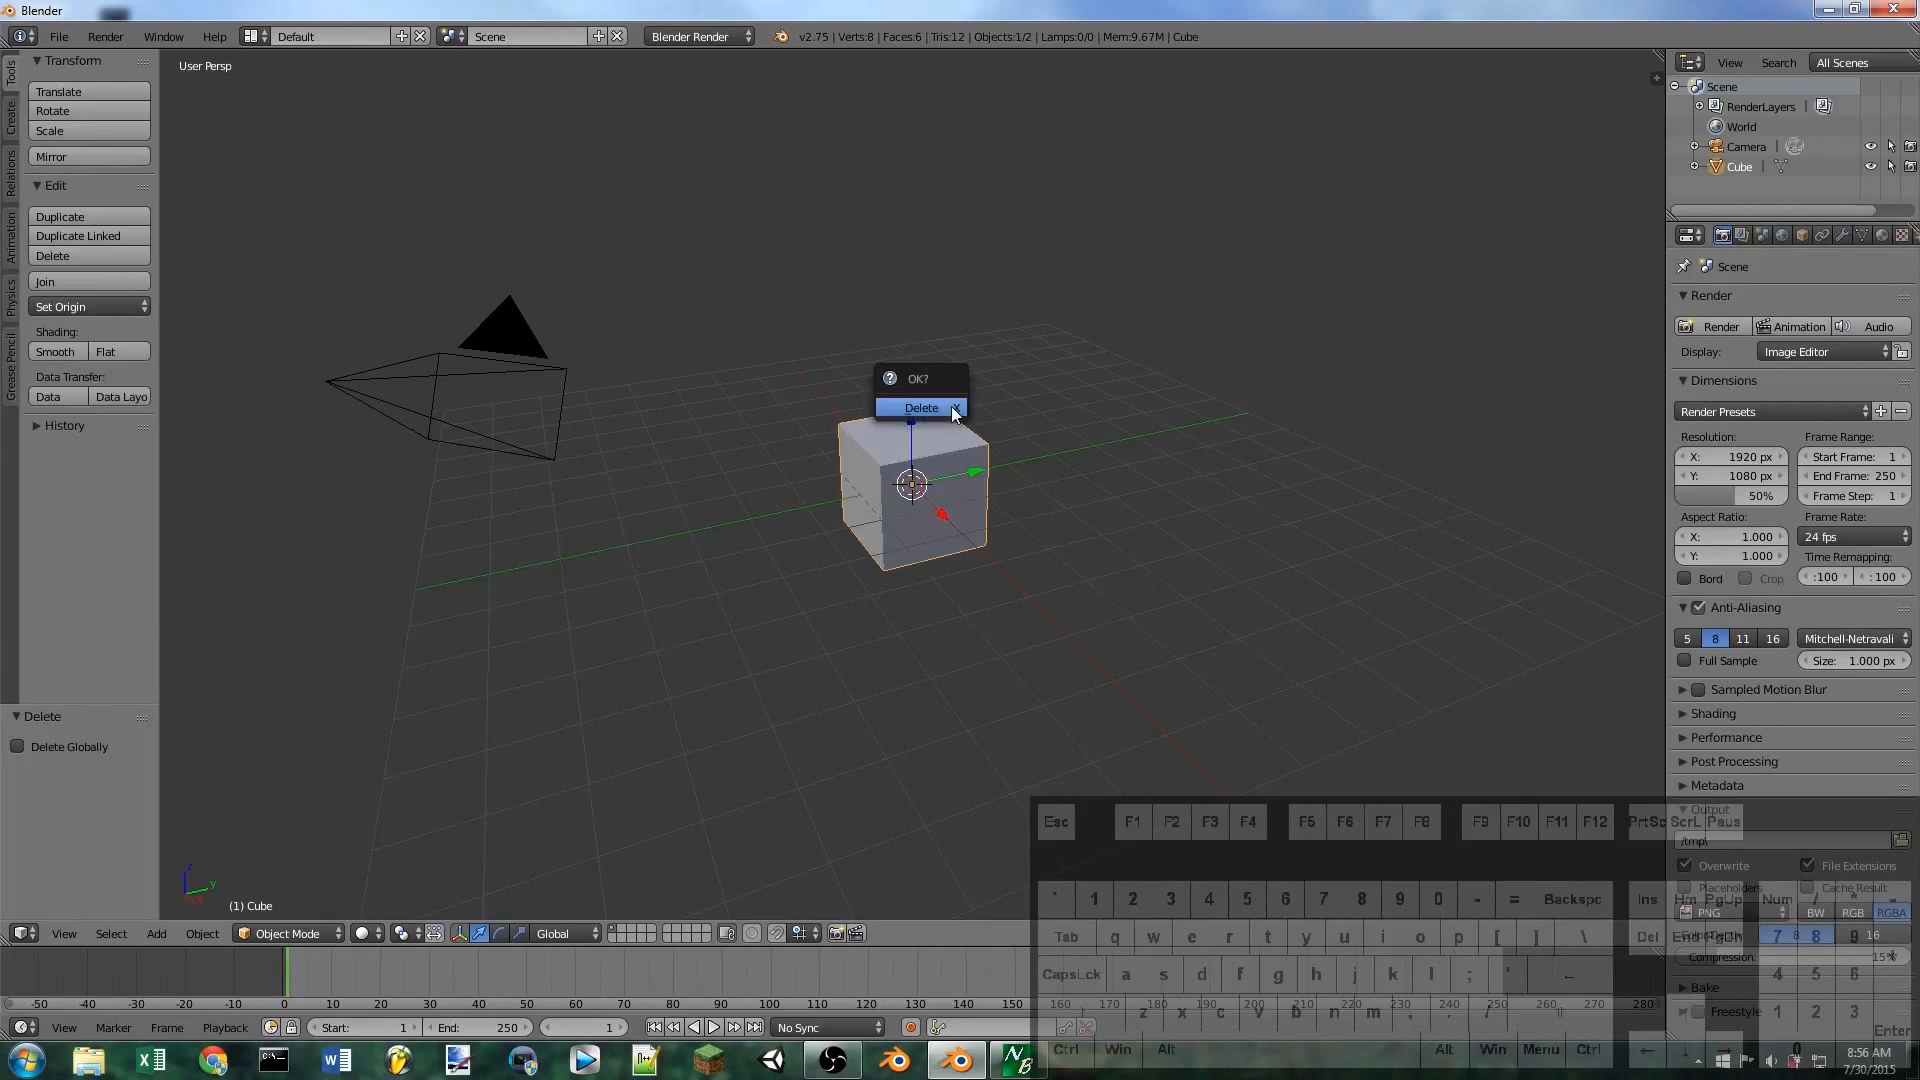 Blender
File Render Window Help Default Scene Blender Render v2.75 | Verts:8 | Faces:6 | Tris:12 | Objects:1/2 | Lamps:0/0 | Mem:9.67M | Cube
Tools
Create
Relations
Animation
Physics
Grease Pencil
Transform
Translate
Rotate
Scale
Mirror
Edit
Duplicate
Duplicate Linked
Delete
Join
Set Origin
Shading:
Smooth Flat
Data Transfer:
Data Data Layo
History
Delete
Delete Globally
User Persp
OK?
Delete X
z
y
(1) Cube
View Search All Scenes
Scene
RenderLayers |
World
Camera |
Cube |
Scene
Render
Render Animation Audio
Display: Image Editor
Dimensions
Render Presets
Resolution: Frame Range:
X: 1920 px Start Frame: 1
Y: 1080 px End Frame: 250
50% Frame Step: 1
Aspect Ratio: Frame Rate:
X: 1.000 24 fps
Y: 1.000 Time Remapping:
Bord Crop :100 : 100
Anti-Aliasing
5 8 11 16 Mitchell-Netravali
Full Sample Size: 1.000 px
Sampled Motion Blur
Shading
Performance
Post Processing
Metadata
Output
/tmp\
Overwrite File Extensions
Placeholders Cache Result
PNG BW RGB RGBA
8 16
Compression: 15%
Bake
Freestyle
Esc F1 F2 F3 F4 F5 F6 F7 F8 F9 F10 F11 F12 PrtSc ScrL Paus
` 1 2 3 4 5 6 7 8 9 0 - = Backspc Ins Hm PgUp Num / * -
Tab q w e r t y u i o p [ ] \ Del End PgDn 7 8 9
CapsLck a s d f g h j k l ; ' ← 4 5 6
z x c v b n m , . / ⇧ 1 2 3
Enter
Ctrl Win Alt Alt Win Menu Ctrl ← ↓ → 0
View Select Add Object Object Mode Global
-50 -40 -30 -20 -10 0 10 20 30 40 50 60 70 80 90 100 110 120 130 140 150 160 170 180 190 200 210 220 230 240 250 260 270 280
View Marker Frame Playback Start: 1 End: 250 1 No Sync
8:56 AM
7/30/2015